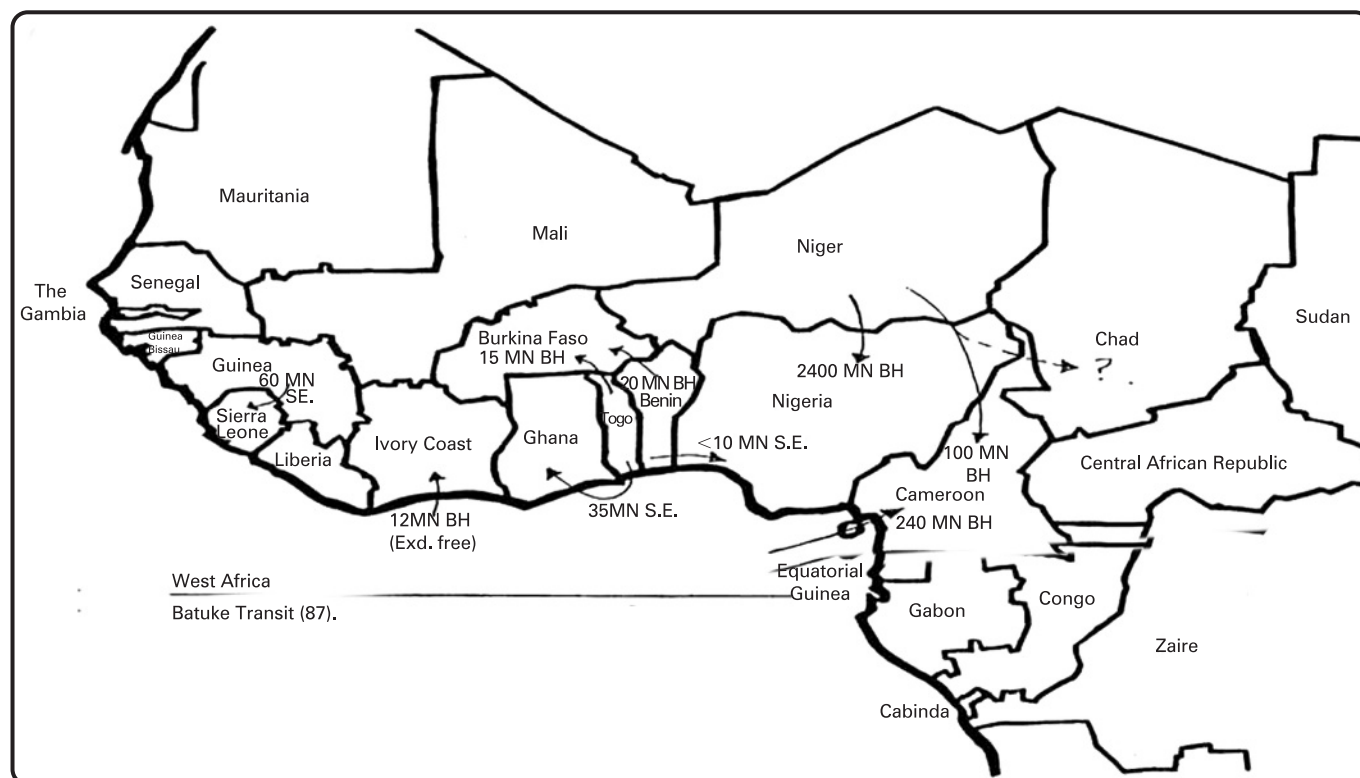 Mauritania
Mali
Niger
Chad
Sudan
Senegal
The
Gambia
Guinea
Bissau
Guinea
60 MN
SE.
Sierra
Leone
Liberia
Ivory Coast
12MN BH
(Exd. free)
Burkina Faso
15 MN BH
Ghana
Togo
20 MN BH
Benin
35MN S.E.
<10 MN S.E.
2400 MN BH
Nigeria
?
100 MN
BH
Cameroon
240 MN BH
Central African Republic
Equatorial
Guinea
Gabon
Congo
Zaire
Cabinda
West Africa
Batuke Transit (87).